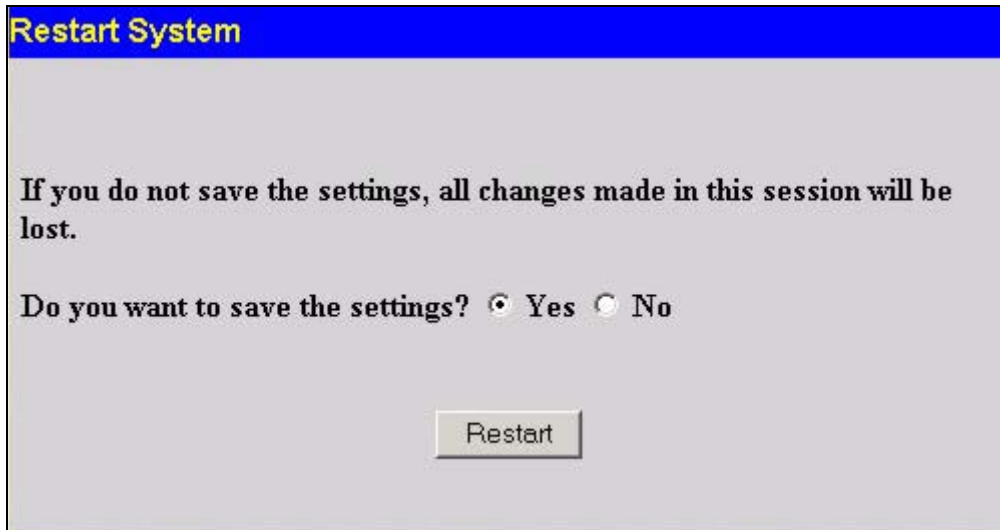 Restart System
If you do not save the settings, all changes made in this session will be
lost.
Do you want to save the settings? Yes No
Restart